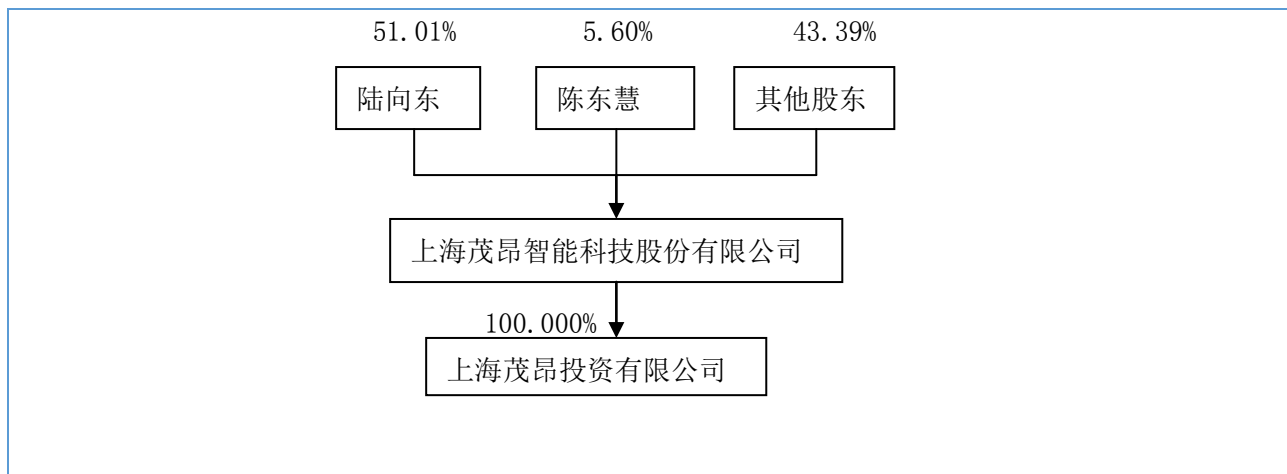 51.01% 5.60% 43.39%
陆向东 陈东慧 其他股东
上海茂昂智能科技股份有限公司
100.000%
上海茂昂投资有限公司